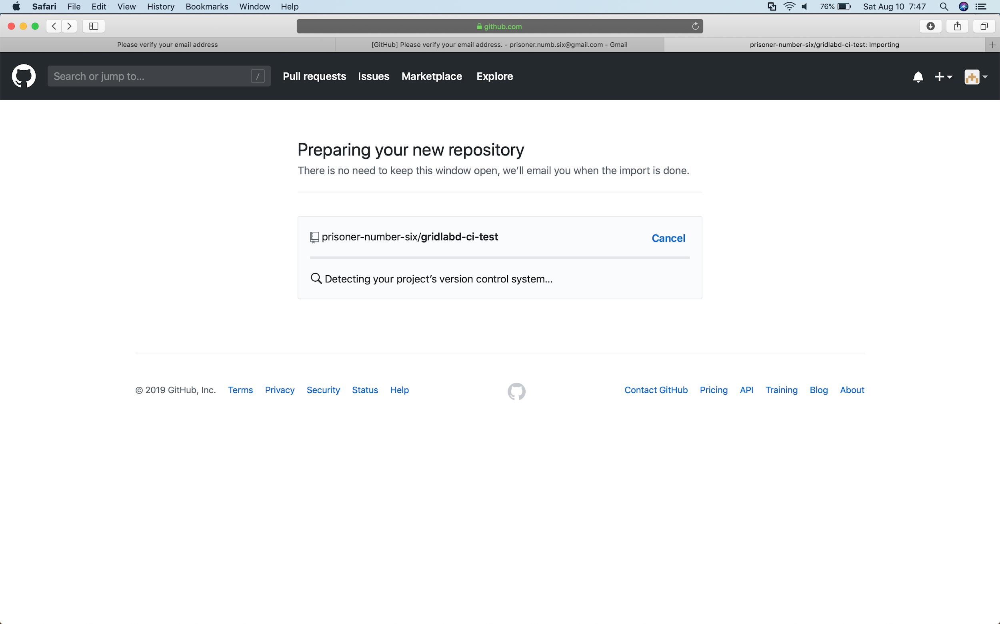 Safari File Edit View History Bookmarks Window Help 76% Sat Aug 10 7:47
github.com
Please verify your email address [GitHub] Please verify your email address. - prisoner.numb.six@gmail.com - Gmail prisoner-number-six/gridlabd-ci-test: Importing
Search or jump to... / Pull requests Issues Marketplace Explore
Preparing your new repository
There is no need to keep this window open, we’ll email you when the import is done.
prisoner-number-six/gridlabd-ci-test Cancel
Detecting your project’s version control system...
© 2019 GitHub, Inc. Terms Privacy Security Status Help Contact GitHub Pricing API Training Blog About